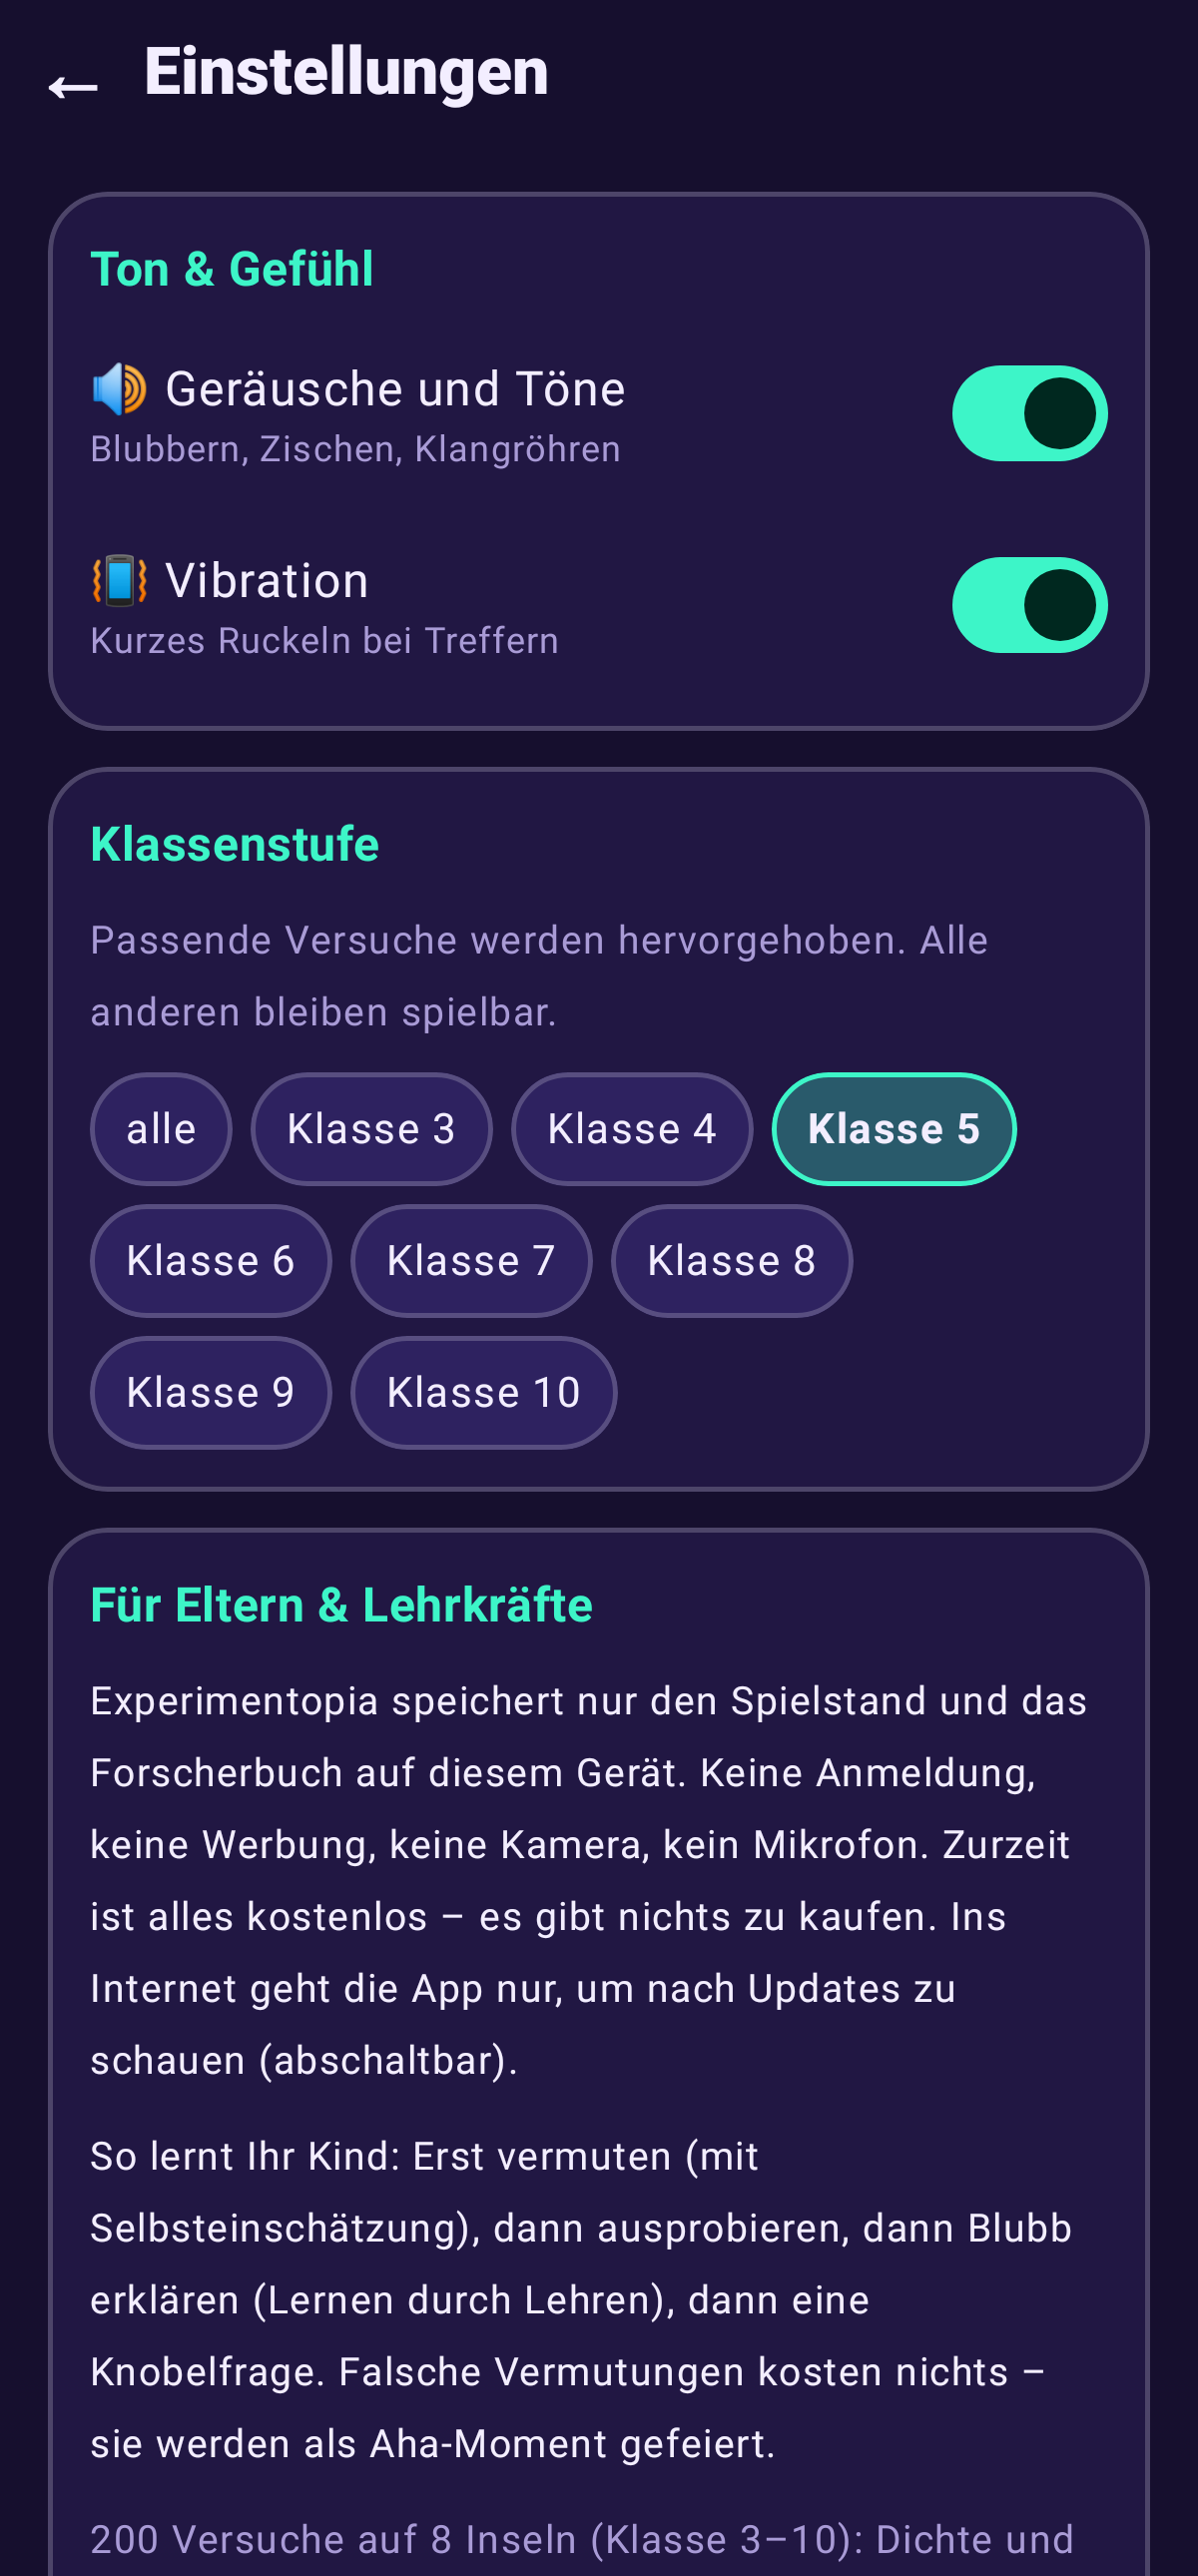 ← Einstellungen
Ton & Gefühl
🔊 Geräusche und Töne
Blubbern, Zischen, Klangröhren
📳 Vibration
Kurzes Ruckeln bei Treffern
Klassenstufe
Passende Versuche werden hervorgehoben. Alle
anderen bleiben spielbar.
alle Klasse 3 Klasse 4 Klasse 5
Klasse 6 Klasse 7 Klasse 8
Klasse 9 Klasse 10
Für Eltern & Lehrkräfte
Experimentopia speichert nur den Spielstand und das
Forscherbuch auf diesem Gerät. Keine Anmeldung,
keine Werbung, keine Kamera, kein Mikrofon. Zurzeit
ist alles kostenlos – es gibt nichts zu kaufen. Ins
Internet geht die App nur, um nach Updates zu
schauen (abschaltbar).
So lernt Ihr Kind: Erst vermuten (mit
Selbsteinschätzung), dann ausprobieren, dann Blubb
erklären (Lernen durch Lehren), dann eine
Knobelfrage. Falsche Vermutungen kosten nichts –
sie werden als Aha-Moment gefeiert.
200 Versuche auf 8 Inseln (Klasse 3–10): Dichte und